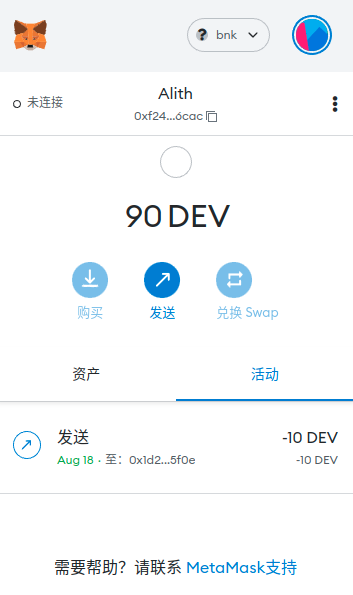 bnk
未连接
Alith
0xf24...6cac
90 DEV
购买
发送
兑换 Swap
资产
活动
发送
-10 DEV
Aug 18 · 至: 0x1d2...5f0e
-10 DEV
需要帮助？请联系 MetaMask支持